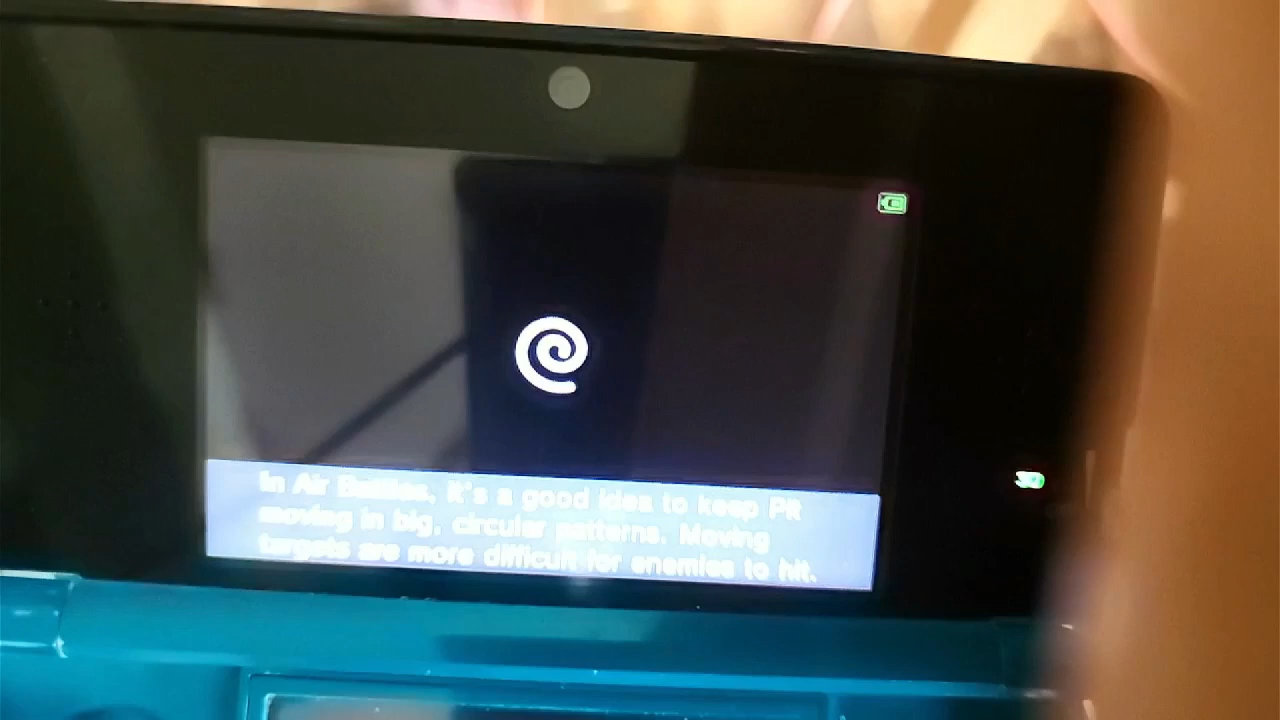 In Air Battles, it's a good idea to keep PR
moving in big, circular patterns. Moving
targets are more difficult for enemies to hit.
3D